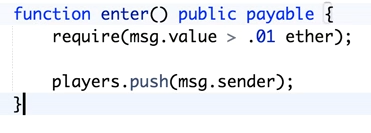 function enter() public payable {
    require(msg.value > .01 ether);

    players.push(msg.sender);
}